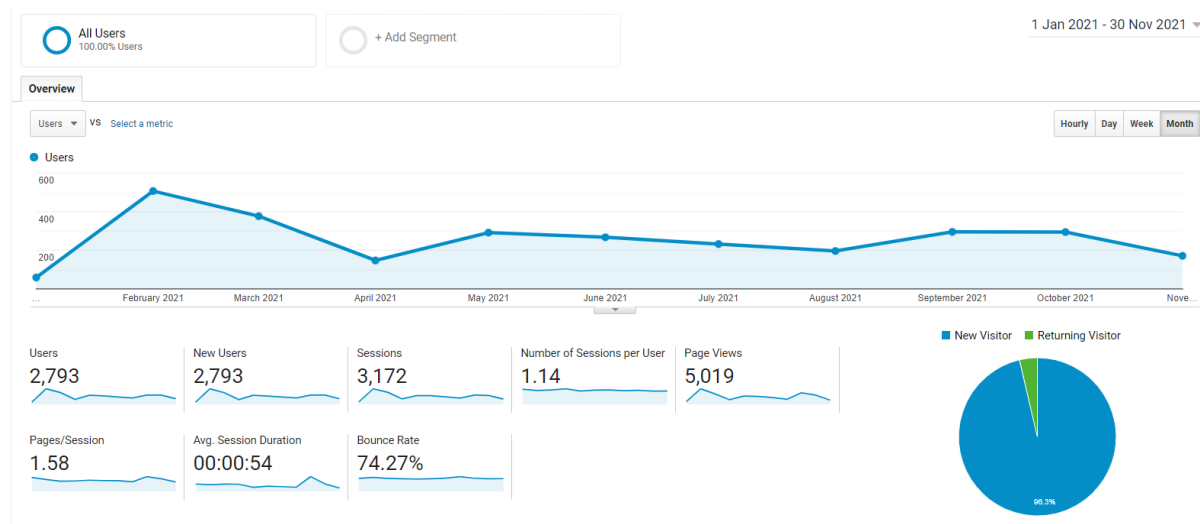 All Users
100.00% Users
+ Add Segment
1 Jan 2021 - 30 Nov 2021
Overview
Users
VS
Select a metric
Hourly
Day
Week
Month
Users
600
400
200
...
February 2021
March 2021
April 2021
May 2021
June 2021
July 2021
August 2021
September 2021
October 2021
Nove...
New Visitor
Returning Visitor
Users
2,793
New Users
2,793
Sessions
3,172
Number of Sessions per User
1.14
Page Views
5,019
Pages/Session
1.58
Avg. Session Duration
00:00:54
Bounce Rate
74.27%
96.3%